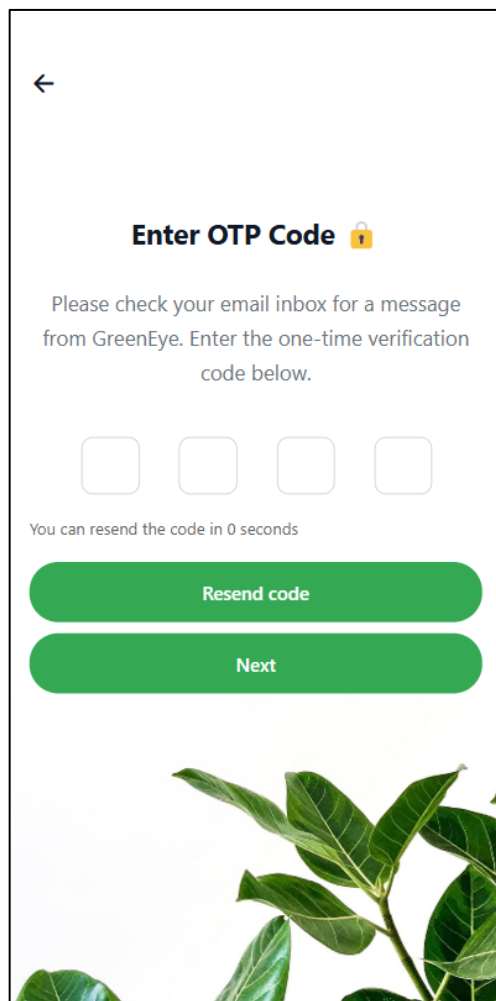 Enter OTP Code 🔒
Please check your email inbox for a message
from GreenEye. Enter the one-time verification
code below.
You can resend the code in 0 seconds
Resend code
Next